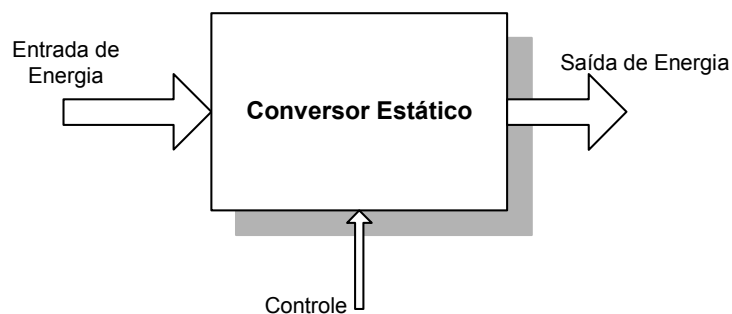 Entrada de
Energia
Conversor Estático
Saída de Energia
Controle